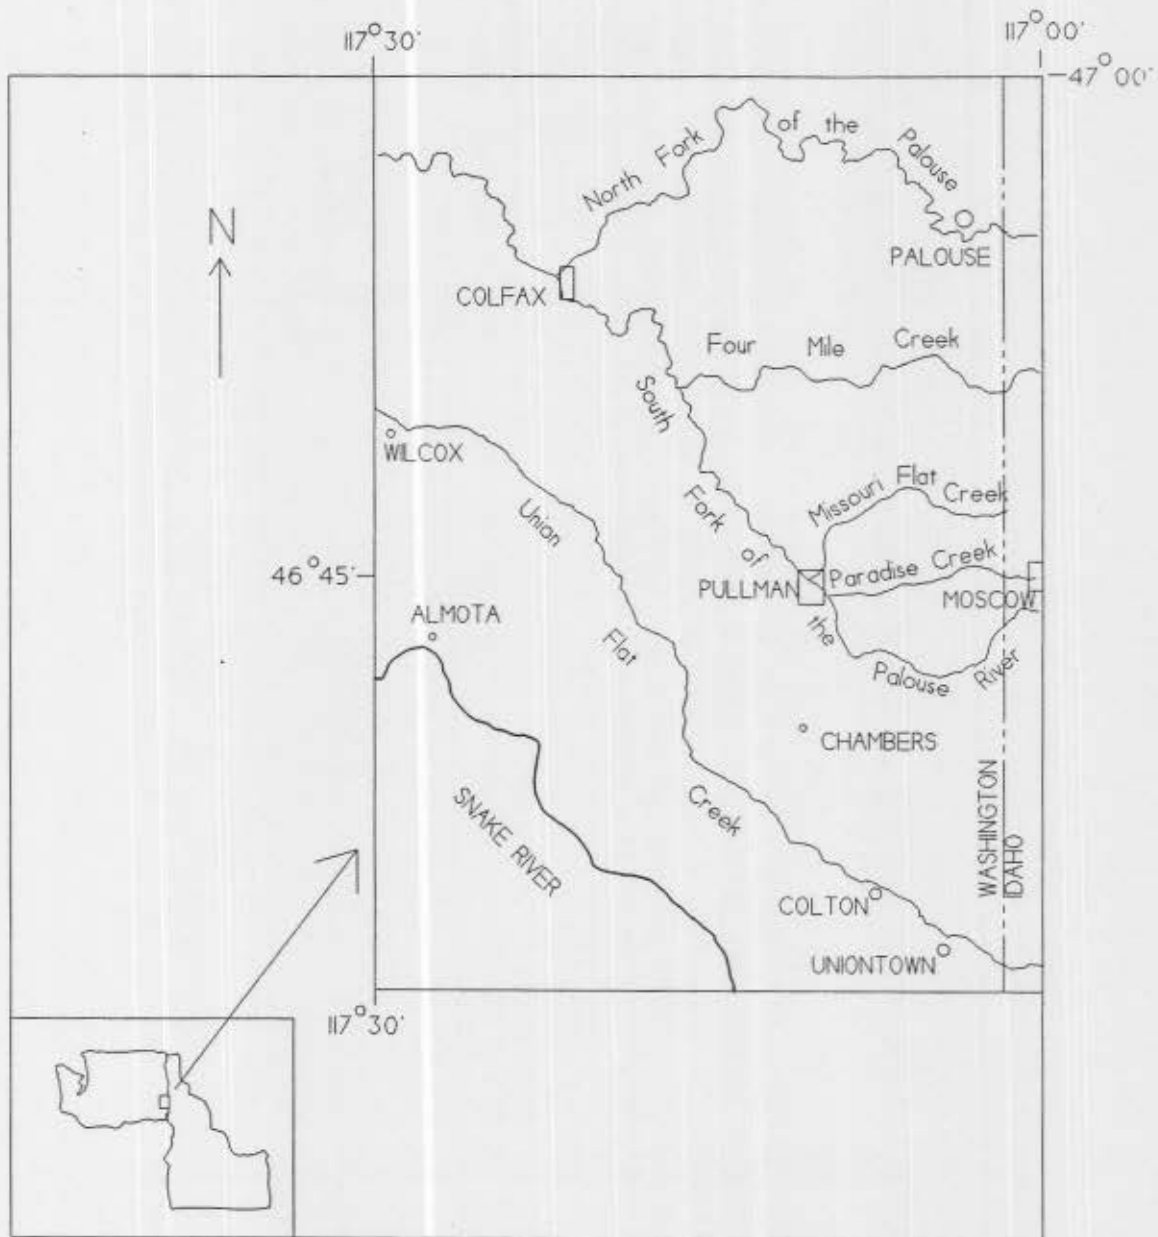 117°30'
117°00'
47°00'
North Fork of the Palouse
N
PALOUSE
COLFAX
Four Mile Creek
South Fork of the Palouse River
WILCOX
Missouri Flat Creek
Union Flat Creek
46°45'
PULLMAN
Paradise Creek
MOSCOW
ALMOTA
CHAMBERS
SNAKE RIVER
WASHINGTON
IDAHO
COLTON
UNIONTOWN
117°30'